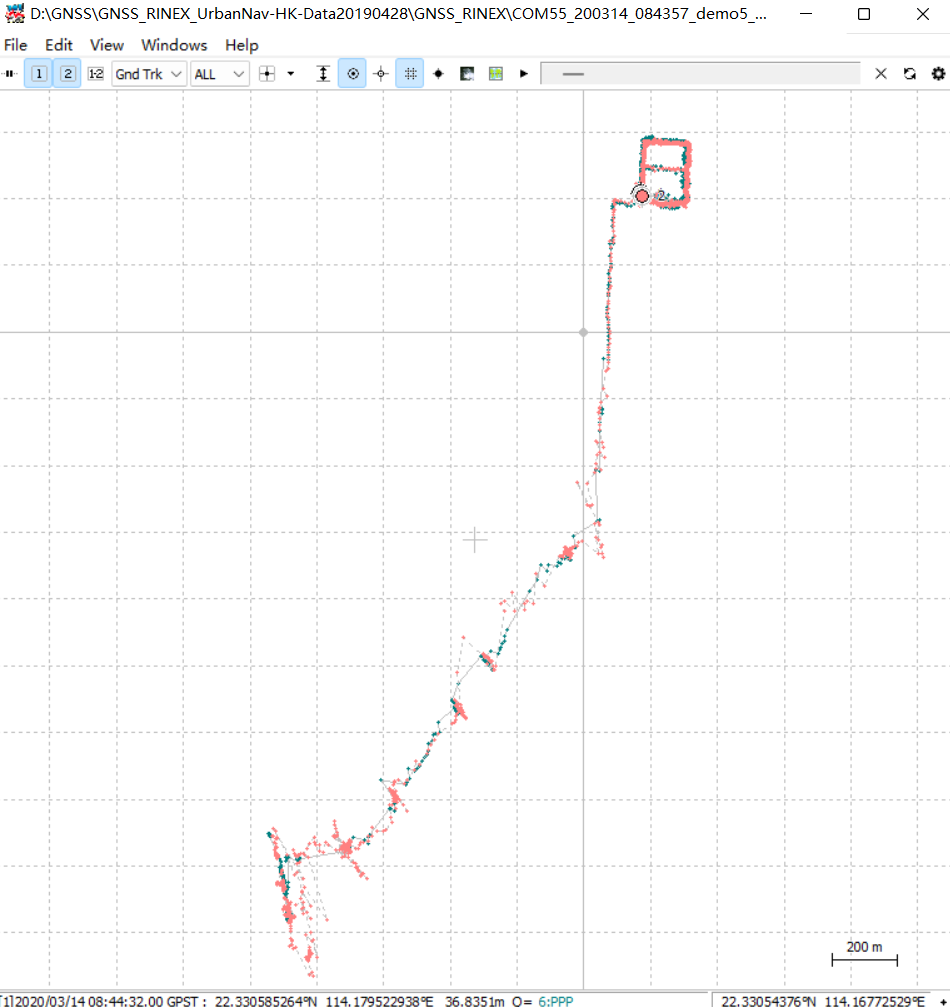 D:\GNSS\GNSS_RINEX_UrbanNav-HK-Data20190428\GNSS_RINEX\COM55_200314_084357_demo5_...
File Edit View Windows Help
1 2 1-2 Gnd Trk ALL
2
200 m
[1]2020/03/14 08:44:32.00 GPST : 22.330585264°N 114.179522938°E 36.8351m Q= 6:PPP 22.33054376°N 114.16772529°E